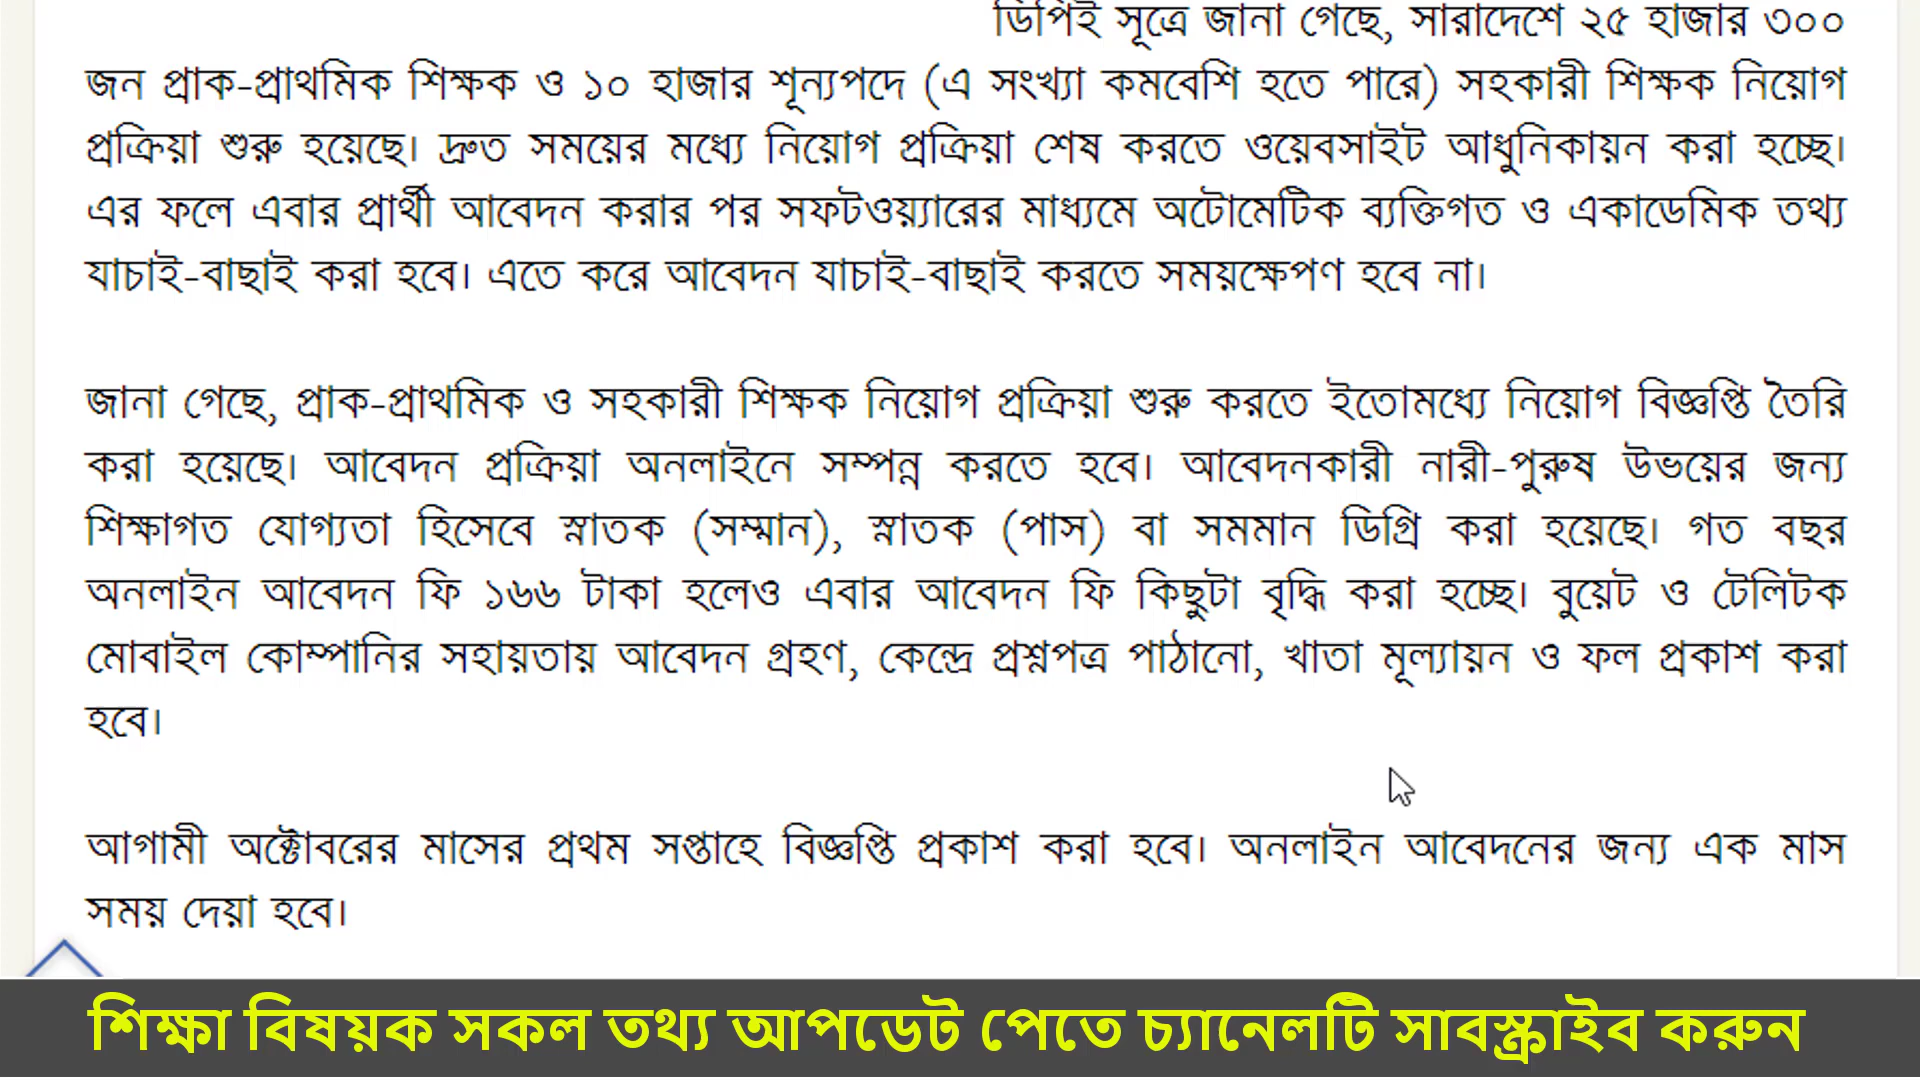 ডিপিই সূত্রে জানা গেছে, সারাদেশে ২৫ হাজার ৩০০
জন প্রাক-প্রাথমিক শিক্ষক ও ১০ হাজার শূন্যপদে (এ সংখ্যা কমবেশি হতে পারে) সহকারী শিক্ষক নিয়োগ
প্রক্রিয়া শুরু হয়েছে। দ্রুত সময়ের মধ্যে নিয়োগ প্রক্রিয়া শেষ করতে ওয়েবসাইট আধুনিকায়ন করা হচ্ছে।
এর ফলে এবার প্রার্থী আবেদন করার পর সফটওয়্যারের মাধ্যমে অটোমেটিক ব্যক্তিগত ও একাডেমিক তথ্য
যাচাই-বাছাই করা হবে। এতে করে আবেদন যাচাই-বাছাই করতে সময়ক্ষেপণ হবে না।
জানা গেছে, প্রাক-প্রাথমিক ও সহকারী শিক্ষক নিয়োগ প্রক্রিয়া শুরু করতে ইতোমধ্যে নিয়োগ বিজ্ঞপ্তি তৈরি
করা হয়েছে। আবেদন প্রক্রিয়া অনলাইনে সম্পন্ন করতে হবে। আবেদনকারী নারী-পুরুষ উভয়ের জন্য
শিক্ষাগত যোগ্যতা হিসেবে স্নাতক (সম্মান), স্নাতক (পাস) বা সমমান ডিগ্রি করা হয়েছে। গত বছর
অনলাইন আবেদন ফি ১৬৬ টাকা হলেও এবার আবেদন ফি কিছুটা বৃদ্ধি করা হচ্ছে। বুয়েট ও টেলিটক
মোবাইল কোম্পানির সহায়তায় আবেদন গ্রহণ, কেন্দ্রে প্রশ্নপত্র পাঠানো, খাতা মূল্যায়ন ও ফল প্রকাশ করা
হবে।
আগামী অক্টোবরের মাসের প্রথম সপ্তাহে বিজ্ঞপ্তি প্রকাশ করা হবে। অনলাইন আবেদনের জন্য এক মাস
সময় দেয়া হবে।
শিক্ষা বিষয়ক সকল তথ্য আপডেট পেতে চ্যানেলটি সাবস্ক্রাইব করুন